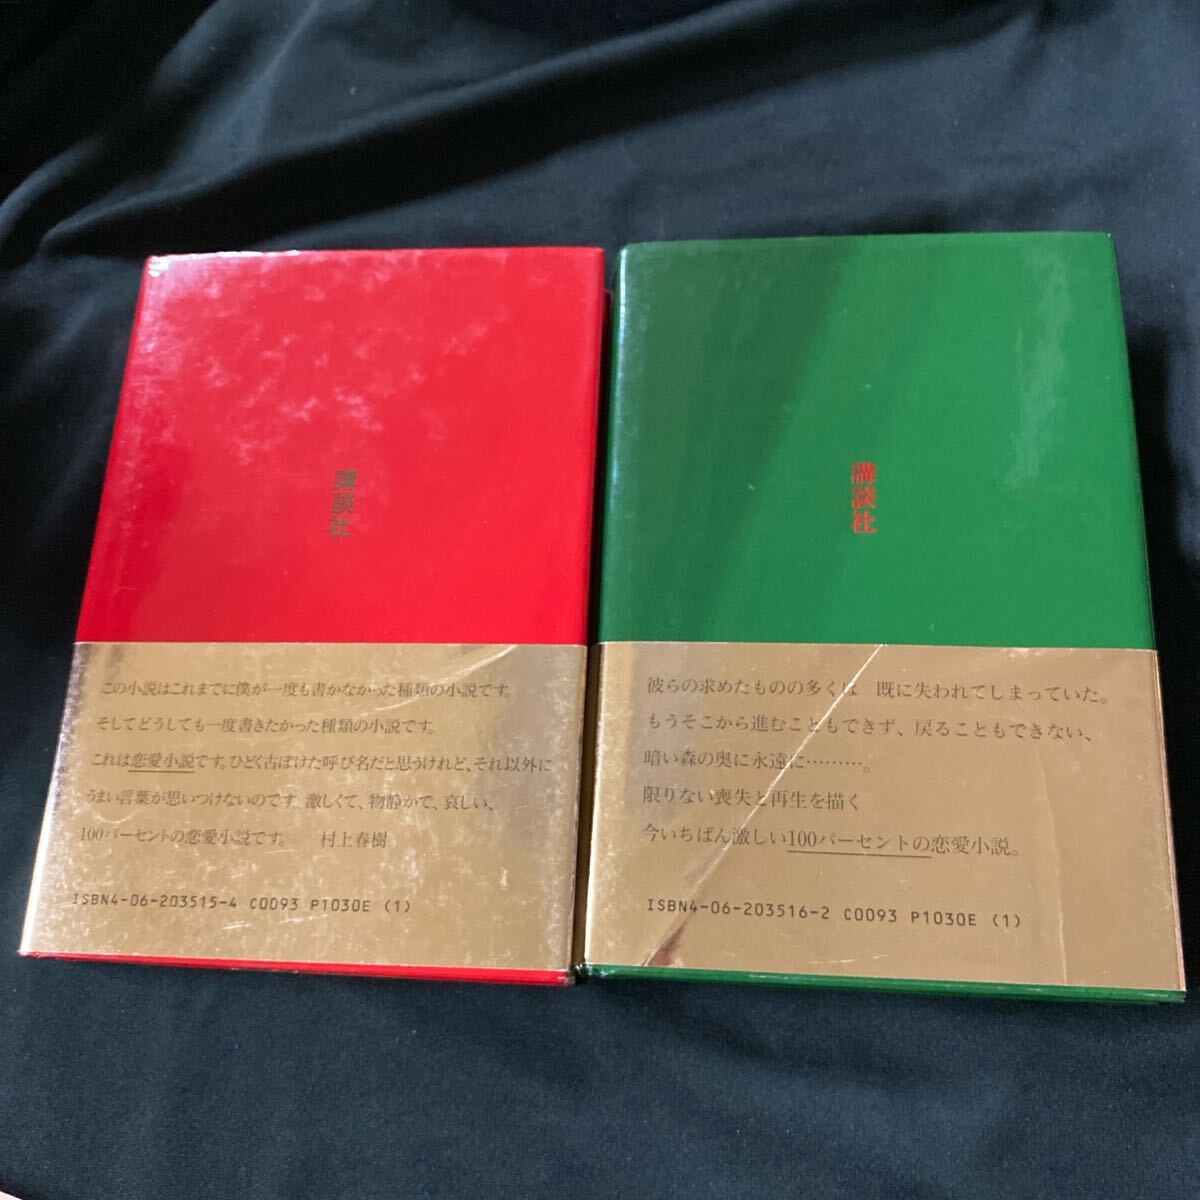 講談社
この小説はこれまでに僕が一度も書かなかった種類の小説です。
そしてどうしても一度書きたかった種類の小説です。
これは恋愛小説です。ひどく古ぼけた呼び名だと思うけれど、それ以外に
うまい言葉が思いつけないのです。激しくて、物静かで、哀しい、
100パーセントの恋愛小説です。 村上春樹
ISBN4-06-203515-4 C0093 P1030E (1)
講談社
彼らの求めたものの多くは 既に失われてしまっていた。
もうそこから進むこともできず、戻ることもできない、
暗い森の奥に永遠に………。
限りない喪失と再生を描く
今いちばん激しい100パーセントの恋愛小説。
ISBN4-06-203516-2 C0093 P1030E (1)